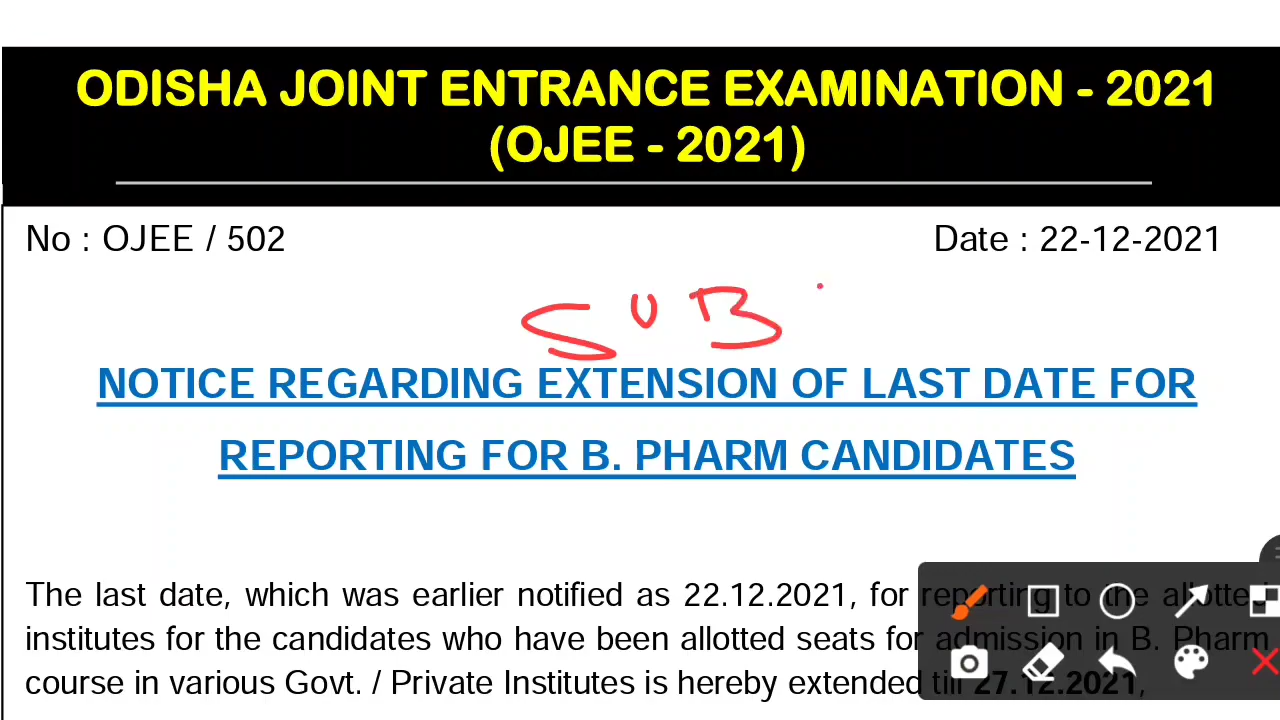 ODISHA JOINT ENTRANCE EXAMINATION - 2021
(OJEE - 2021)
No : OJEE / 502 Date : 22-12-2021
SUB
NOTICE REGARDING EXTENSION OF LAST DATE FOR
REPORTING FOR B. PHARM CANDIDATES
The last date, which was earlier notified as 22.12.2021, for reporting to the allotted
institutes for the candidates who have been allotted seats for admission in B. Pharm
course in various Govt. / Private Institutes is hereby extended till 27.12.2021,